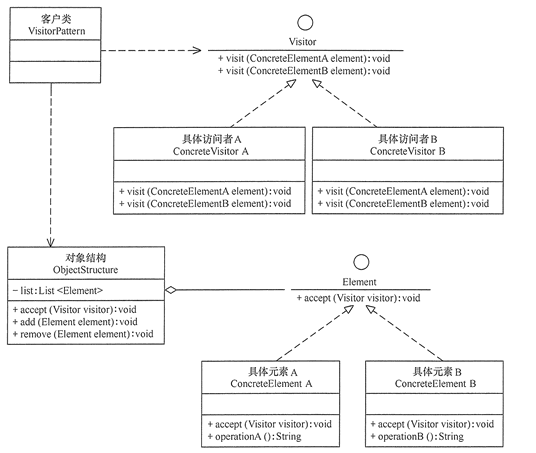 客户类
VisitorPattern
Visitor
+ visit (ConcreteElementA element):void
+ visit (ConcreteElementB element):void
具体访问者A
ConcreteVisitor A
+ visit (ConcreteElementA element):void
+ visit (ConcreteElementB element):void
具体访问者B
ConcreteVisitor B
+ visit (ConcreteElementA element):void
+ visit (ConcreteElementB element):void
对象结构
ObjectStructure
- list:List <Element>
+ accept (Visitor visitor):void
+ add (Element element):void
+ remove (Element element):void
Element
+ accept (Visitor visitor):void
具体元素A
ConcreteElement A
+ accept (Visitor visitor):void
+ operationA ():String
具体元素B
ConcreteElement B
+ accept (Visitor visitor):void
+ operationB ():String